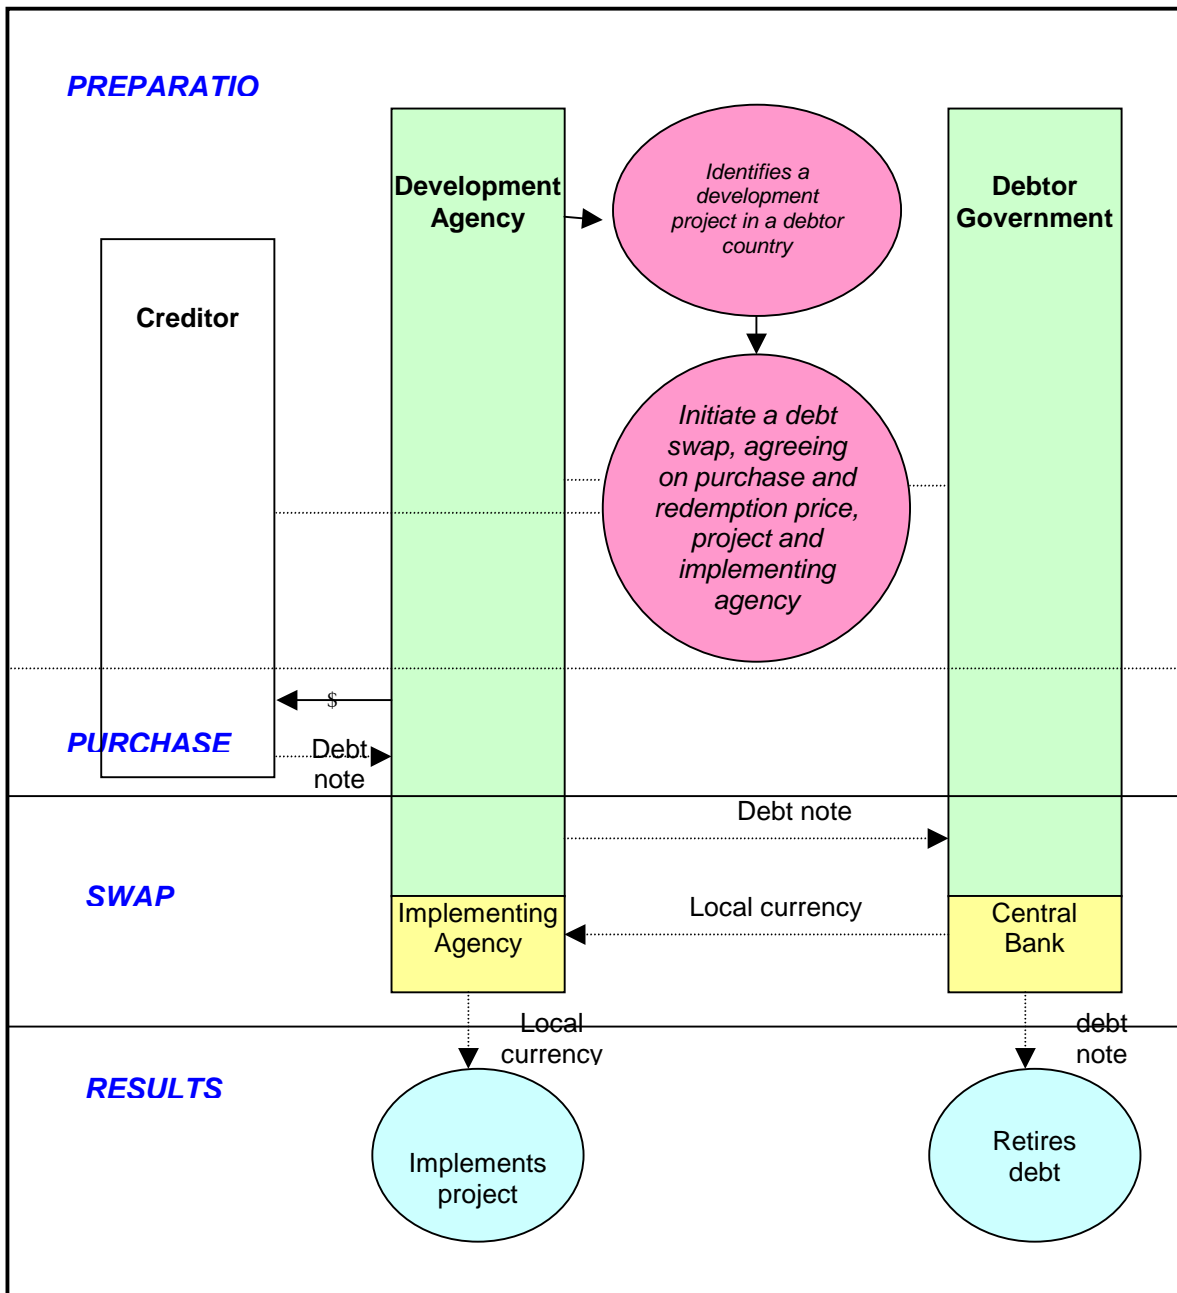 PREPARATIO
Development
Agency
Identifies a
development
project in a debtor
country
Debtor
Government
Creditor
Initiate a debt
swap, agreeing
on purchase and
redemption price,
project and
implementing
agency
$
PURCHASE
Debt
note
Debt note
SWAP
Implementing
Agency
Local currency
Central
Bank
Local
currency
debt
note
RESULTS
Implements
project
Retires
debt